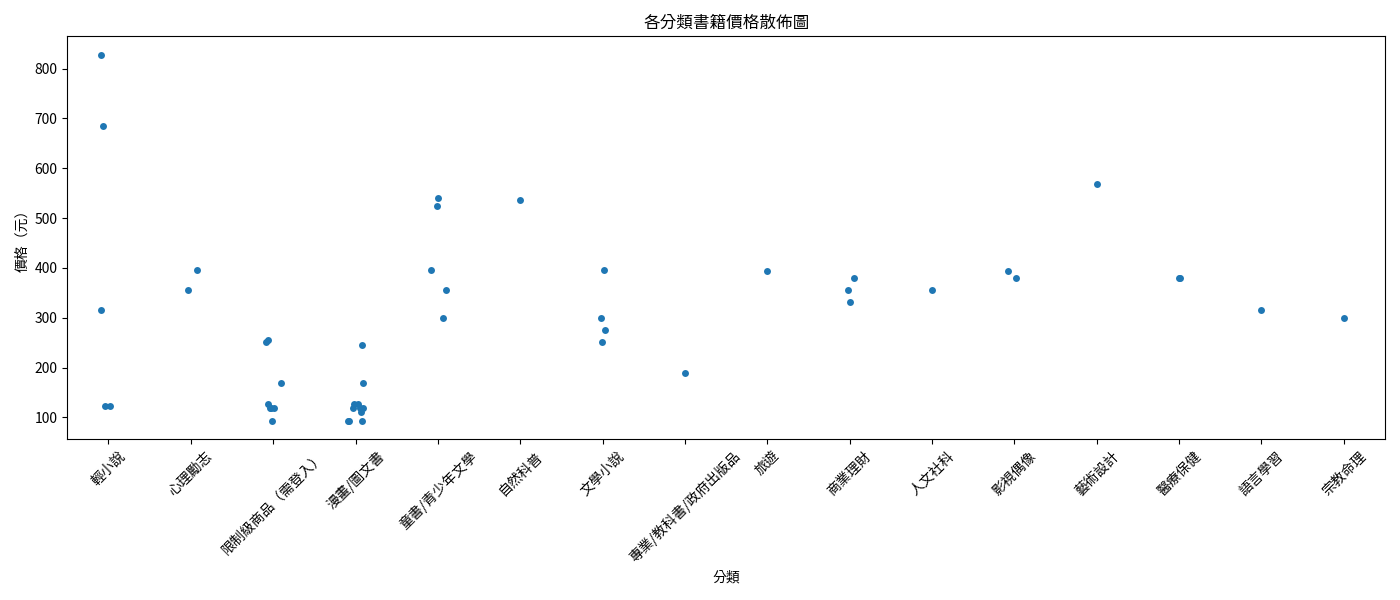 各分類書籍價格散佈圖
價格（元）
800
700
600
500
400
300
200
100
輕小說
心理勵志
限制級商品（需登入）
漫畫/圖文書
童書/青少年文學
自然科普
文學小說
專業/教科書/政府出版品
旅遊
商業理財
人文社科
影視偶像
藝術設計
醫療保健
語言學習
宗教命理
分類